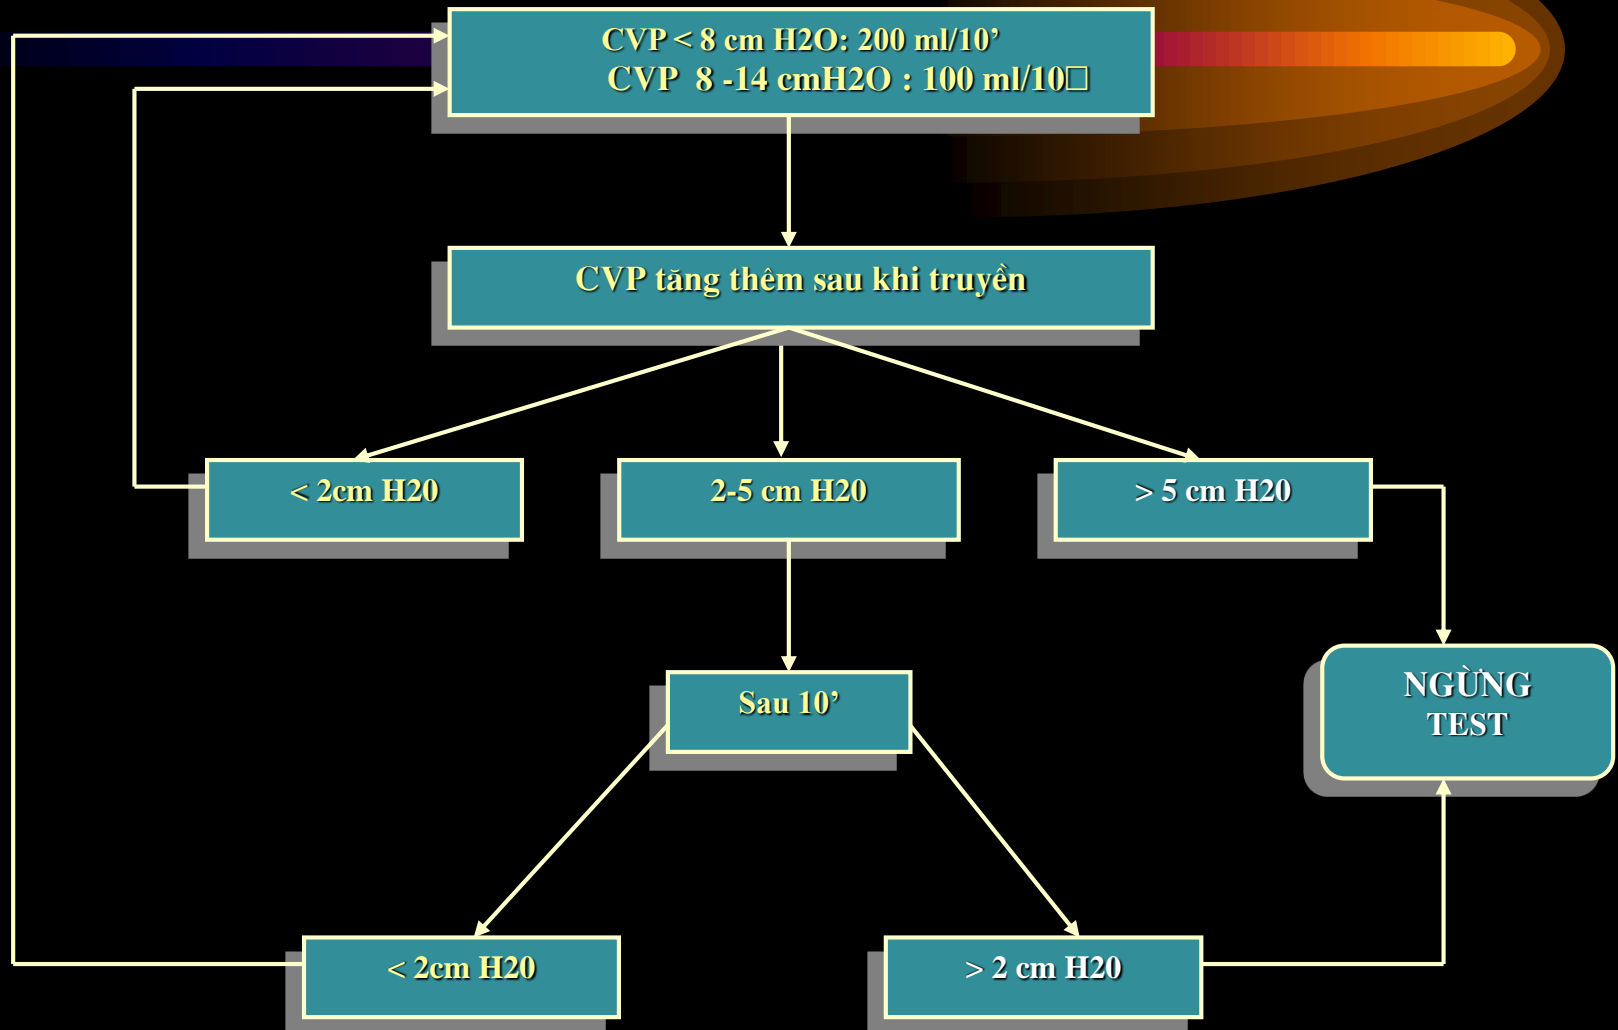 CVP < 8 cm H2O: 200 ml/10’
CVP 8 -14 cmH2O : 100 ml/10□
CVP tăng thêm sau khi truyền
< 2cm H20
2-5 cm H20
> 5 cm H20
Sau 10’
NGỪNG
TEST
< 2cm H20
> 2 cm H20